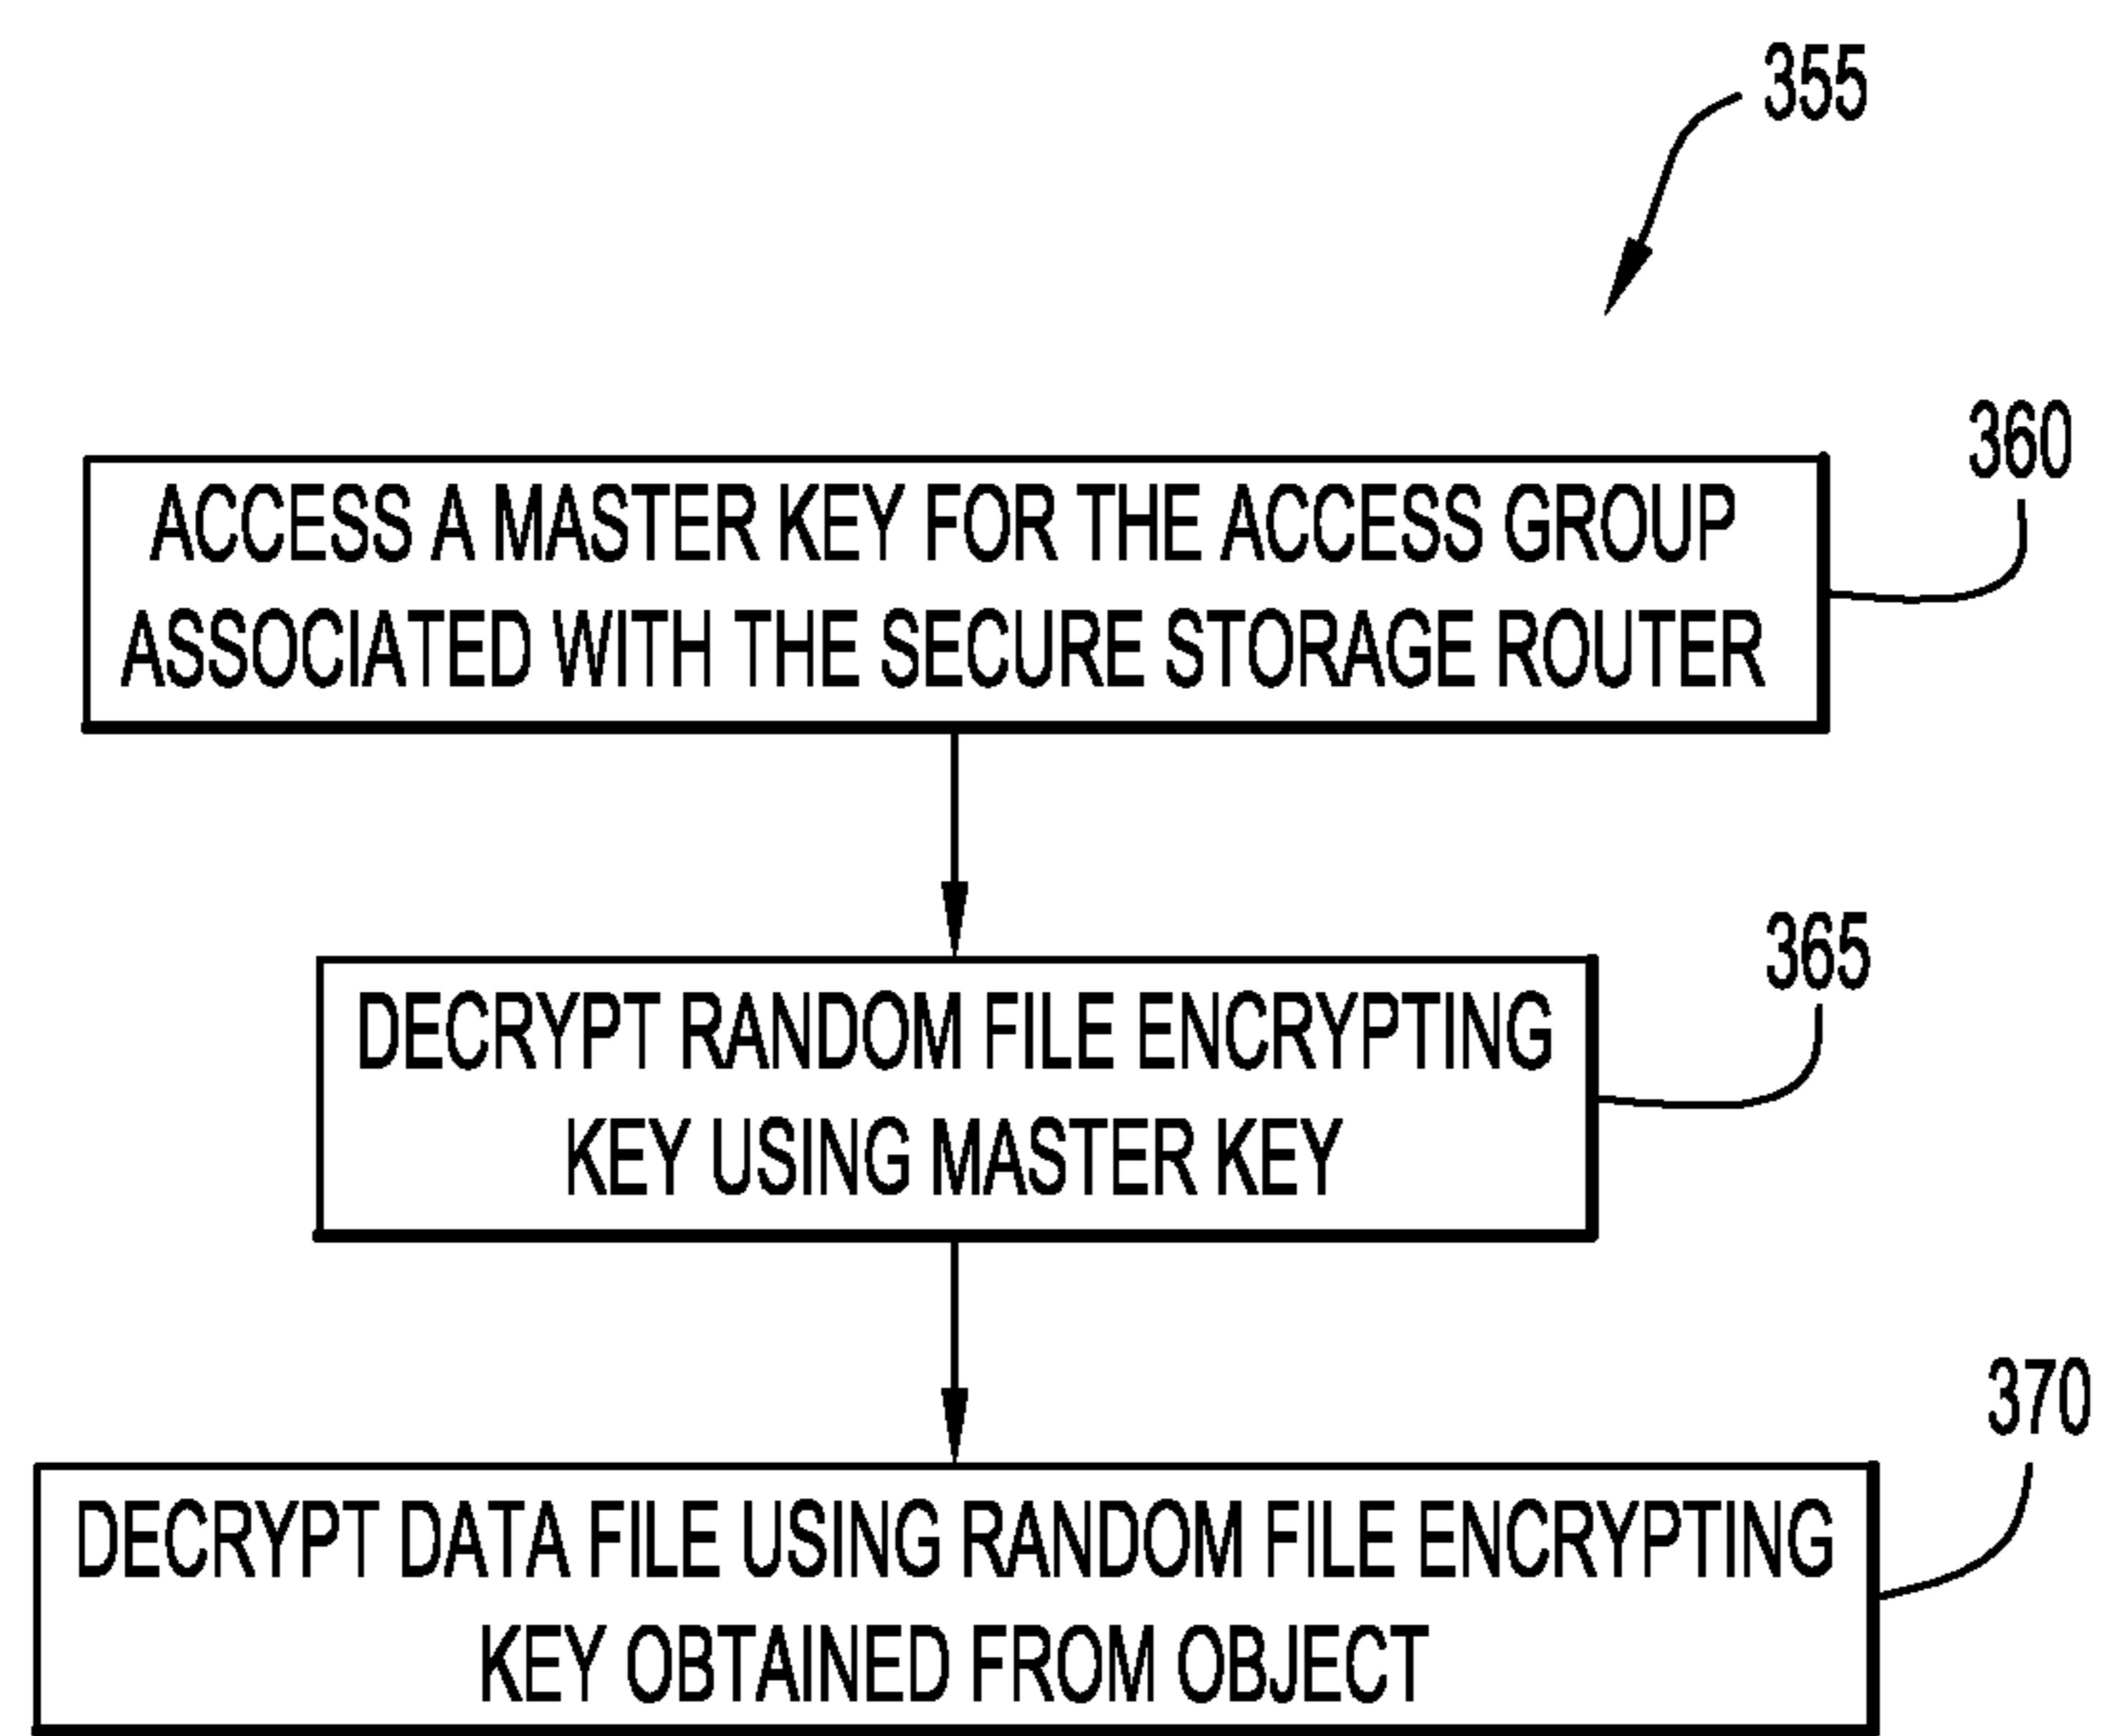 355
360
ACCESS A MASTER KEY FOR THE ACCESS GROUP
ASSOCIATED WITH THE SECURE STORAGE ROUTER
365
DECRYPT RANDOM FILE ENCRYPTING
KEY USING MASTER KEY
370
DECRYPT DATA FILE USING RANDOM FILE ENCRYPTING
KEY OBTAINED FROM OBJECT